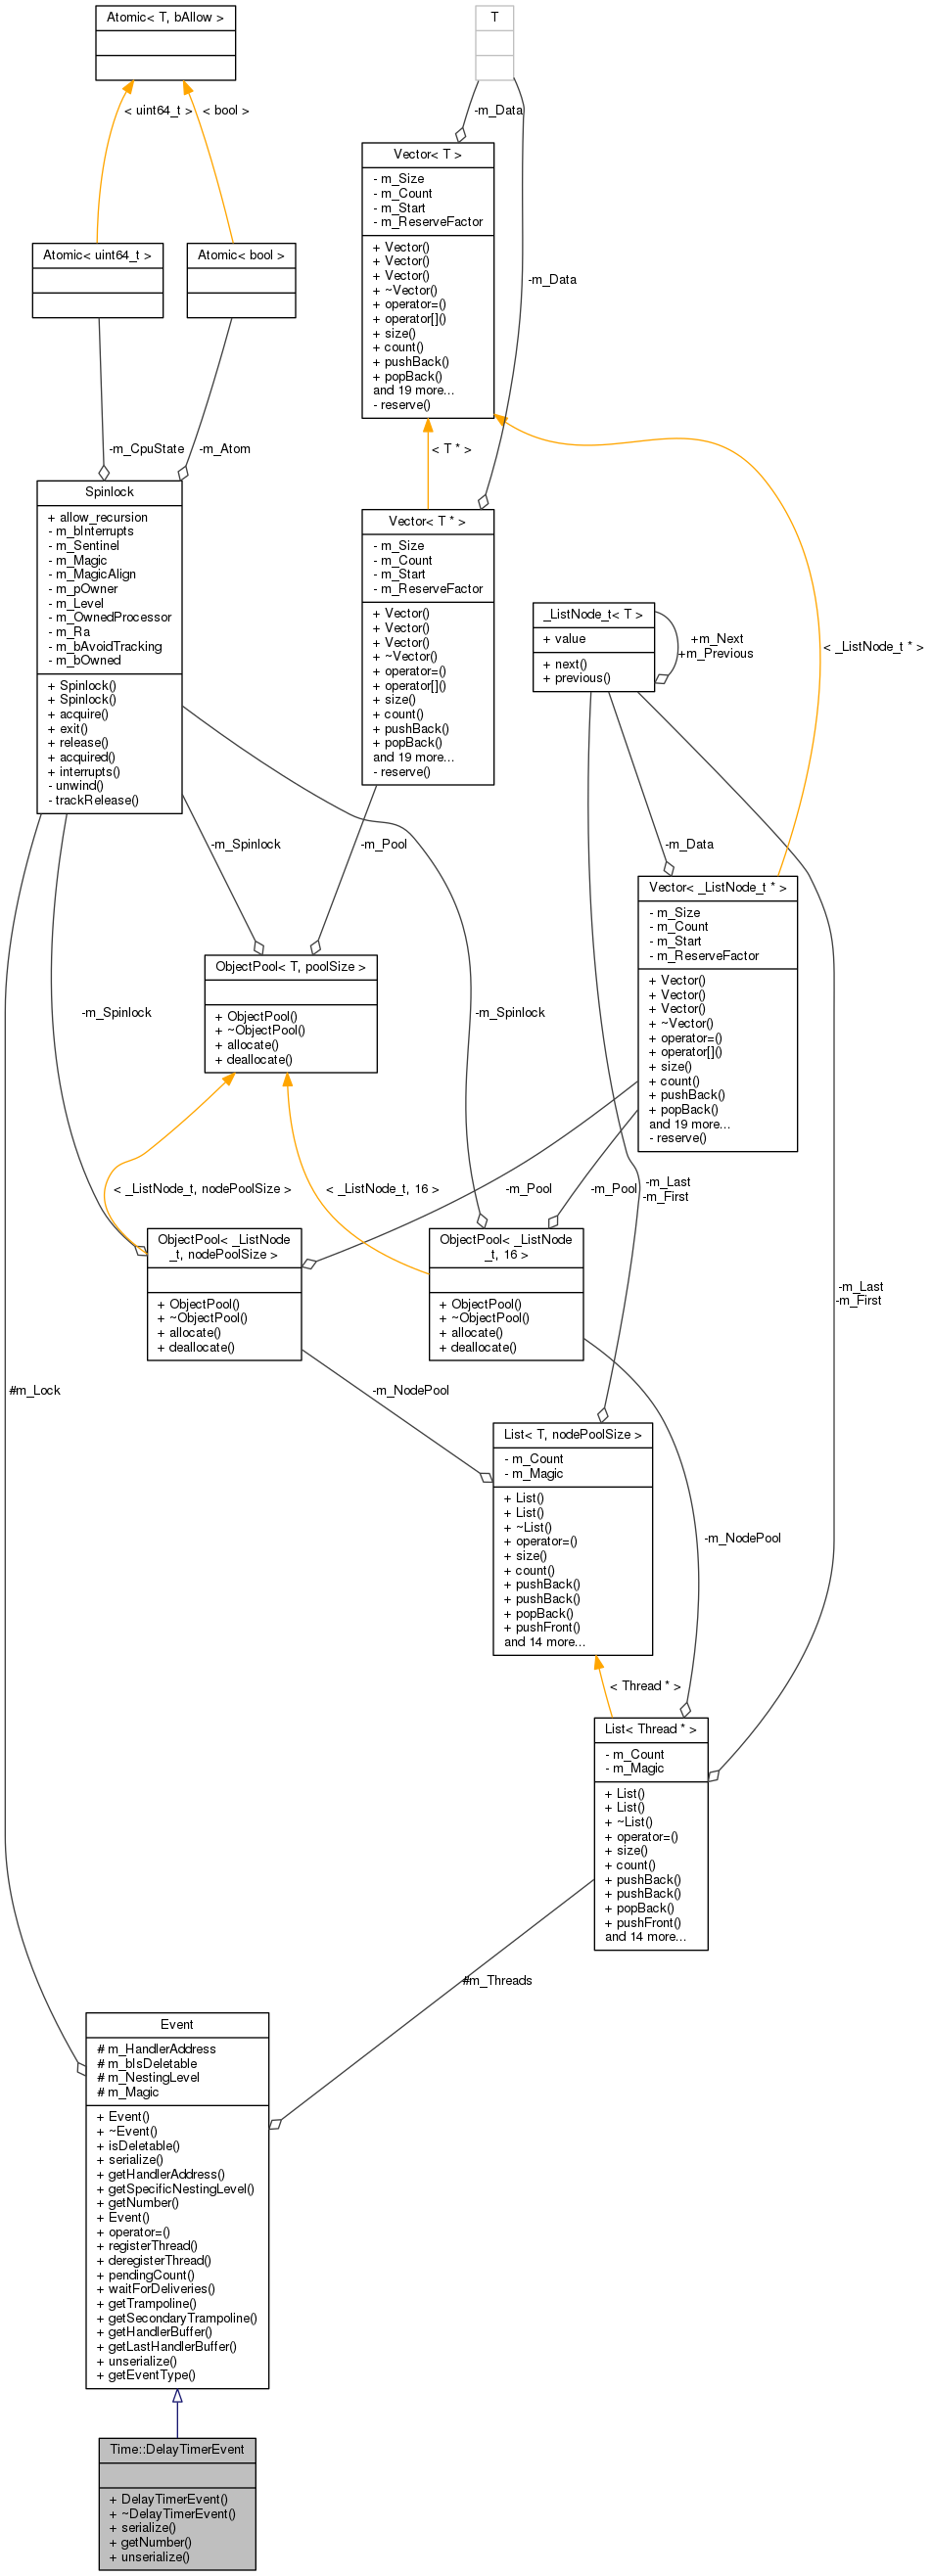 Atomic< T, bAllow >
T
< uint64_t >
< bool >
-m_Data
Vector< T >
- m_Size
- m_Count
- m_Start
- m_ReserveFactor
+ Vector()
+ Vector()
+ Vector()
+ ~Vector()
+ operator=()
+ operator[]()
+ size()
+ count()
+ pushBack()
+ popBack()
and 19 more...
- reserve()
Atomic< uint64_t >
Atomic< bool >
-m_Data
-m_CpuState
-m_Atom
< T * >
Spinlock
+ allow_recursion
- m_bInterrupts
- m_Sentinel
- m_Magic
- m_MagicAlign
- m_pOwner
- m_Level
- m_OwnedProcessor
- m_Ra
- m_bAvoidTracking
- m_bOwned
+ Spinlock()
+ Spinlock()
+ acquire()
+ exit()
+ release()
+ acquired()
+ interrupts()
- unwind()
- trackRelease()
Vector< T * >
- m_Size
- m_Count
- m_Start
- m_ReserveFactor
+ Vector()
+ Vector()
+ Vector()
+ ~Vector()
+ operator=()
+ operator[]()
+ size()
+ count()
+ pushBack()
+ popBack()
and 19 more...
- reserve()
_ListNode_t< T >
+ value
+ next()
+ previous()
+m_Next
+m_Previous
< _ListNode_t * >
-m_Spinlock
-m_Pool
-m_Data
Vector< _ListNode_t * >
- m_Size
- m_Count
- m_Start
- m_ReserveFactor
+ Vector()
+ Vector()
+ Vector()
+ ~Vector()
+ operator=()
+ operator[]()
+ size()
+ count()
+ pushBack()
+ popBack()
and 19 more...
- reserve()
ObjectPool< T, poolSize >
+ ObjectPool()
+ ~ObjectPool()
+ allocate()
+ deallocate()
-m_Spinlock
-m_Spinlock
< _ListNode_t, nodePoolSize >
< _ListNode_t, 16 >
-m_Pool
-m_Pool
-m_Last
-m_First
ObjectPool< _ListNode
_t, nodePoolSize >
+ ObjectPool()
+ ~ObjectPool()
+ allocate()
+ deallocate()
ObjectPool< _ListNode
_t, 16 >
+ ObjectPool()
+ ~ObjectPool()
+ allocate()
+ deallocate()
-m_Last
-m_First
#m_Lock
-m_NodePool
List< T, nodePoolSize >
- m_Count
- m_Magic
+ List()
+ List()
+ ~List()
+ operator=()
+ size()
+ count()
+ pushBack()
+ pushBack()
+ popBack()
+ pushFront()
and 14 more...
-m_NodePool
< Thread * >
List< Thread * >
- m_Count
- m_Magic
+ List()
+ List()
+ ~List()
+ operator=()
+ size()
+ count()
+ pushBack()
+ pushBack()
+ popBack()
+ pushFront()
and 14 more...
#m_Threads
Event
# m_HandlerAddress
# m_bIsDeletable
# m_NestingLevel
# m_Magic
+ Event()
+ ~Event()
+ isDeletable()
+ serialize()
+ getHandlerAddress()
+ getSpecificNestingLevel()
+ getNumber()
+ Event()
+ operator=()
+ registerThread()
+ deregisterThread()
+ pendingCount()
+ waitForDeliveries()
+ getTrampoline()
+ getSecondaryTrampoline()
+ getHandlerBuffer()
+ getLastHandlerBuffer()
+ unserialize()
+ getEventType()
Time::DelayTimerEvent
+ DelayTimerEvent()
+ ~DelayTimerEvent()
+ serialize()
+ getNumber()
+ unserialize()